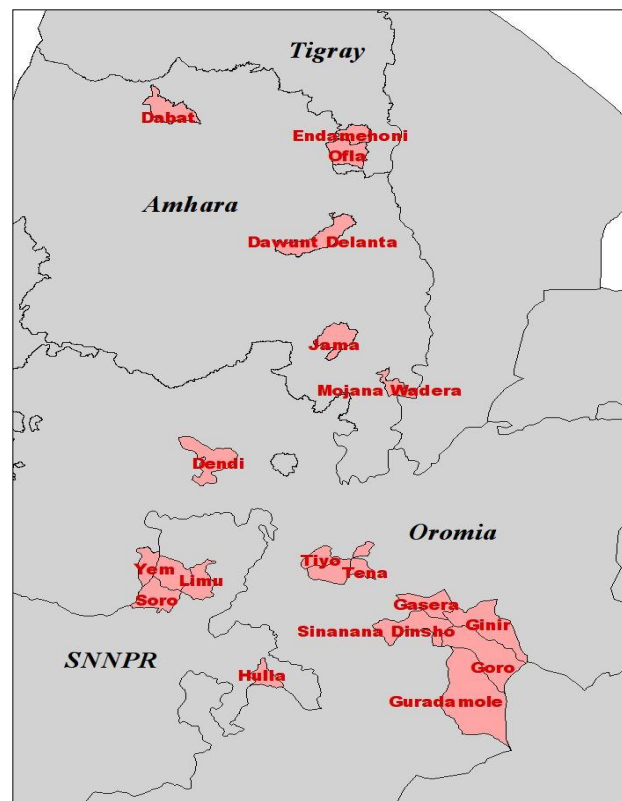 Tigray
Dabat
Endamehoni
Ofla
Amhara
Dawunt Delanta
Jama
Mojana Wadera
Dendi
Oromia
Tiyo
Yem
Tena
Limu
Soro
Gasera
Ginir
Sinanana Dinsho
SNNPR
Goro
Hulla
Guradamole